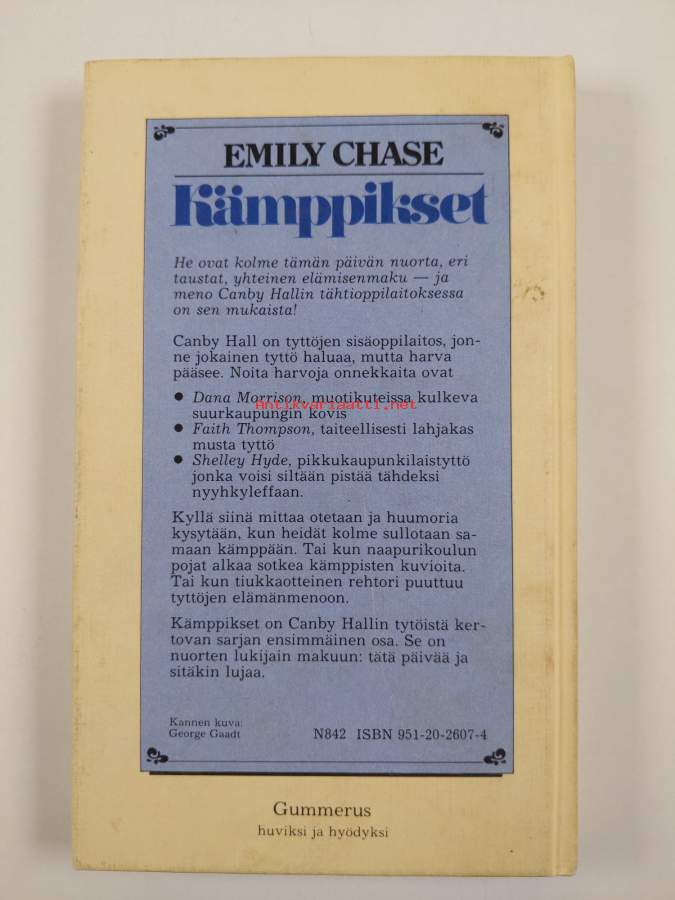 EMILY CHASE
Kämppikset
He ovat kolme tämän päivän nuorta, eri
taustat, yhteinen elämisenmaku — ja
meno Canby Hallin tähtioppilaitoksessa
on sen mukaista!
Canby Hall on tyttöjen sisäoppilaitos, jon-
ne jokainen tyttö haluaa, mutta harva
pääsee. Noita harvoja onnekkaita ovat
● Dana Morrison, muotikuteissa kulkeva
antikvariaatti.net
suurkaupungin kovis
● Faith Thompson, taiteellisesti lahjakas
musta tyttö
● Shelley Hyde, pikkukaupunkilaistyttö
jonka voisi siltään pistää tähdeksi
nyyhkyleffaan.
Kyllä siinä mittaa otetaan ja huumoria
kysytään, kun heidät kolme sullotaan sa-
maan kämppään. Tai kun naapurikoulun
pojat alkaa sotkea kämppisten kuvioita.
Tai kun tiukkaotteinen rehtori puuttuu
tyttöjen elämänmenoon.
Kämppikset on Canby Hallin tytöistä ker-
tovan sarjan ensimmäinen osa. Se on
nuorten lukijain makuun: tätä päivää ja
sitäkin lujaa.
Kannen kuva:
George Gaadt
N842 ISBN 951-20-2607-4
Gummerus
huviksi ja hyödyksi